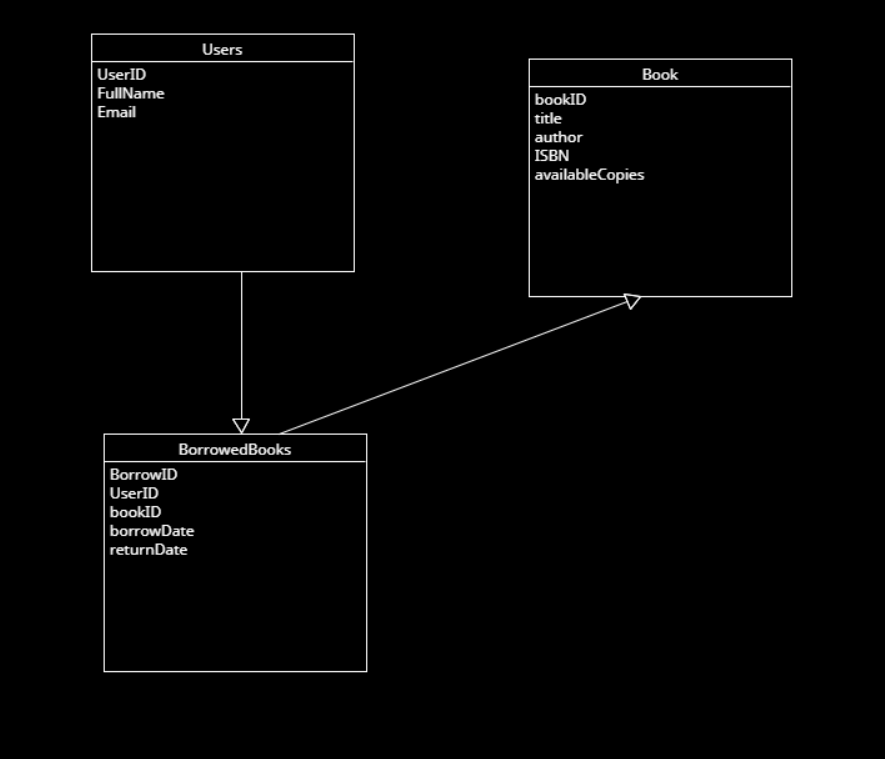 Users
UserID
FullName
Email
Book
bookID
title
author
ISBN
availableCopies
BorrowedBooks
BorrowID
UserID
bookID
borrowDate
returnDate